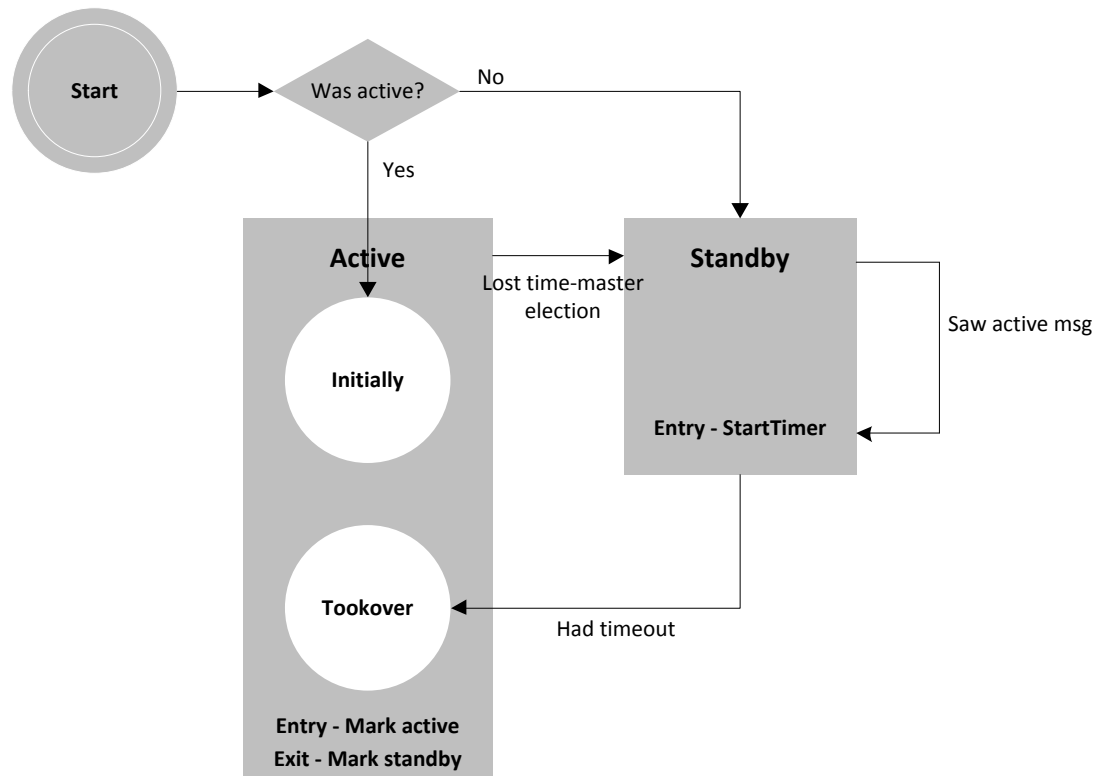 Start
Was active?
No
Yes
Active
Standby
Lost time-master
election
Saw active msg
Initially
Entry - StartTimer
Tookover
Had timeout
Entry - Mark active
Exit - Mark standby